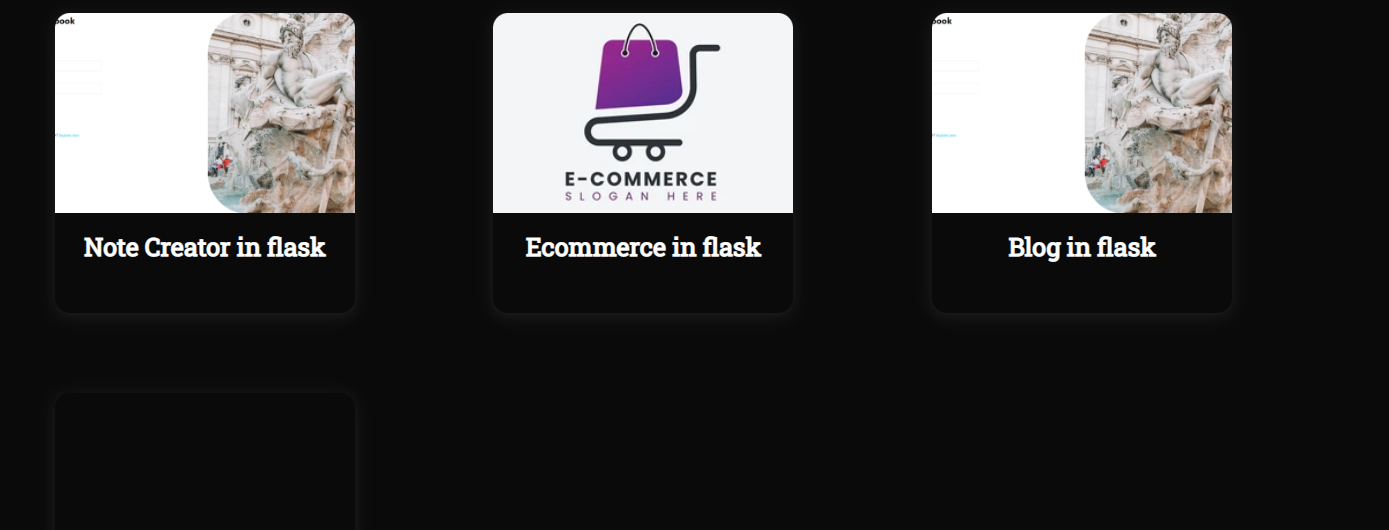 book
E-COMMERCE
SLOGAN HERE
book
Note Creator in flask
Ecommerce in flask
Blog in flask